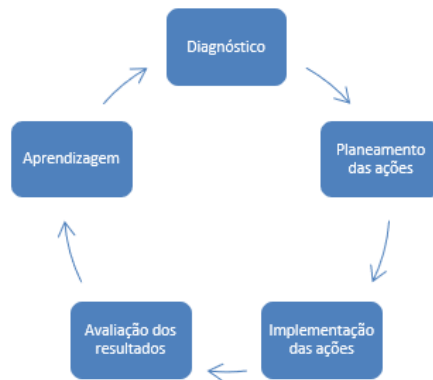 Diagnóstico
Planeamento
das ações
Implementação
das ações
Avaliação dos
resultados
Aprendizagem